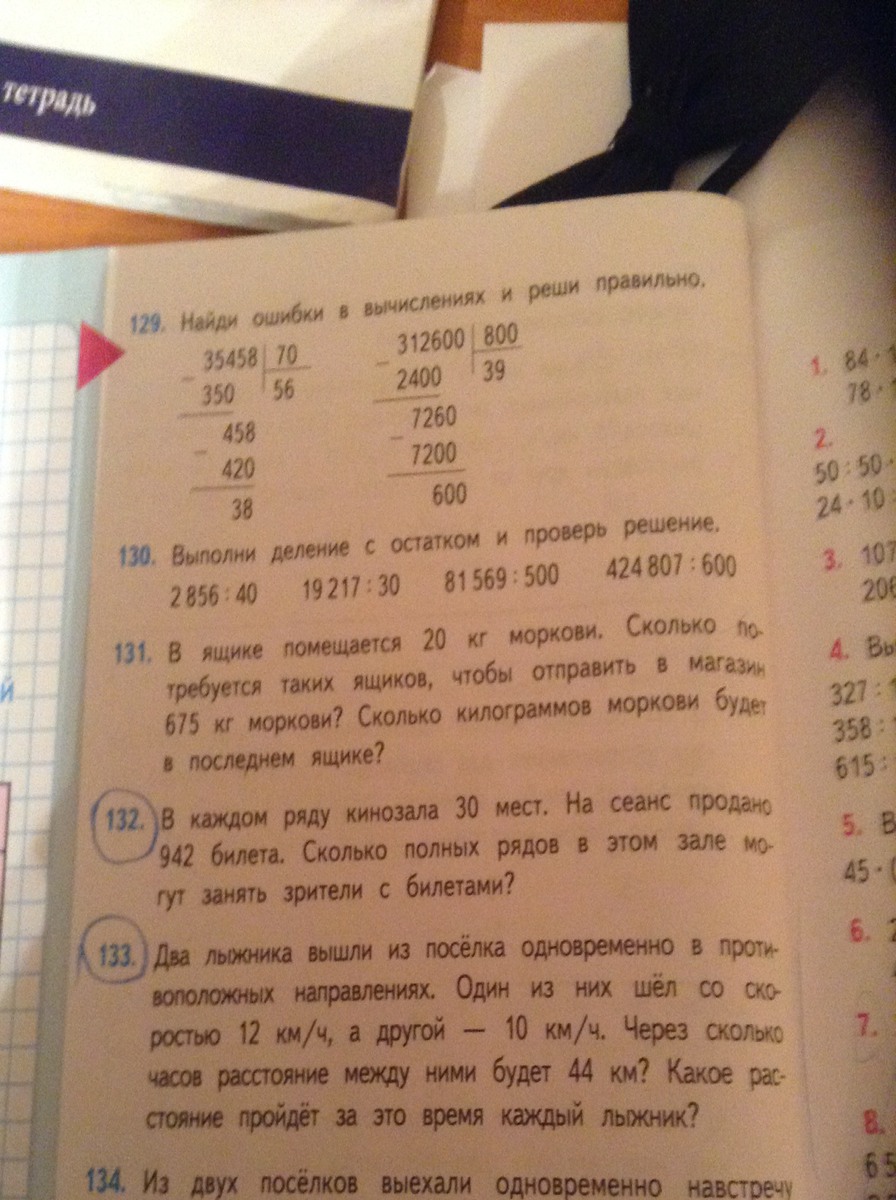 тетрадь
129. Найди ошибки в вычислениях и реши правильно.
35458 70 312600 800
350 56 2400 39
458 7260
420 7200
38 600
130. Выполни деление с остатком и проверь решение.
2 856 : 40 19 217 : 30 81 569 : 500 424 807 : 600
131. В ящике помещается 20 кг моркови. Сколько по-
требуется таких ящиков, чтобы отправить в магазин
675 кг моркови? Сколько килограммов моркови будет
в последнем ящике?
132. В каждом ряду кинозала 30 мест. На сеанс продано
942 билета. Сколько полных рядов в этом зале мо-
гут занять зрители с билетами?
133. Два лыжника вышли из посёлка одновременно в проти-
воположных направлениях. Один из них шёл со ско-
ростью 12 км/ч, а другой — 10 км/ч. Через сколько
часов расстояние между ними будет 44 км? Какое рас-
стояние пройдёт за это время каждый лыжник?
134. Из двух посёлков выехали одновременно навстречу
й
1. 84 ·
78 ·
2.
50 : 50
24 · 10
3. 107
206
4. Вы
327 :
358 :
615 :
5. В
45 ·
6.
7.
8.
65